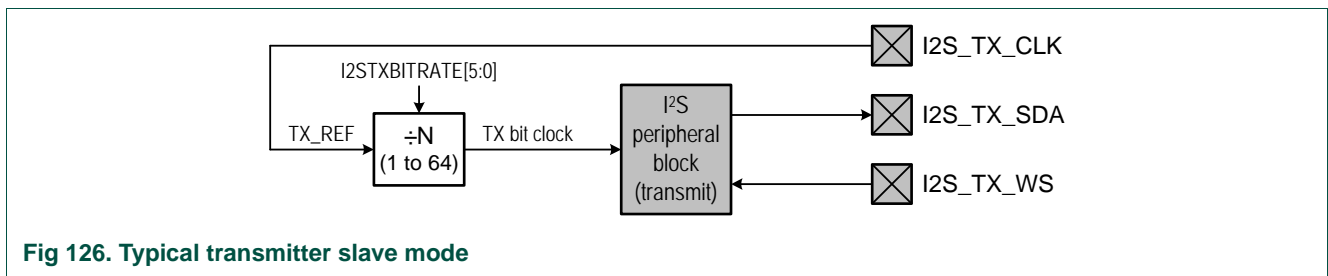 I2S_TX_CLK
I2STXBITRATE[5:0]
TX_REF
÷N
(1 to 64)
TX bit clock
I²S
peripheral
block
(transmit)
I2S_TX_SDA
I2S_TX_WS
Fig 126. Typical transmitter slave mode